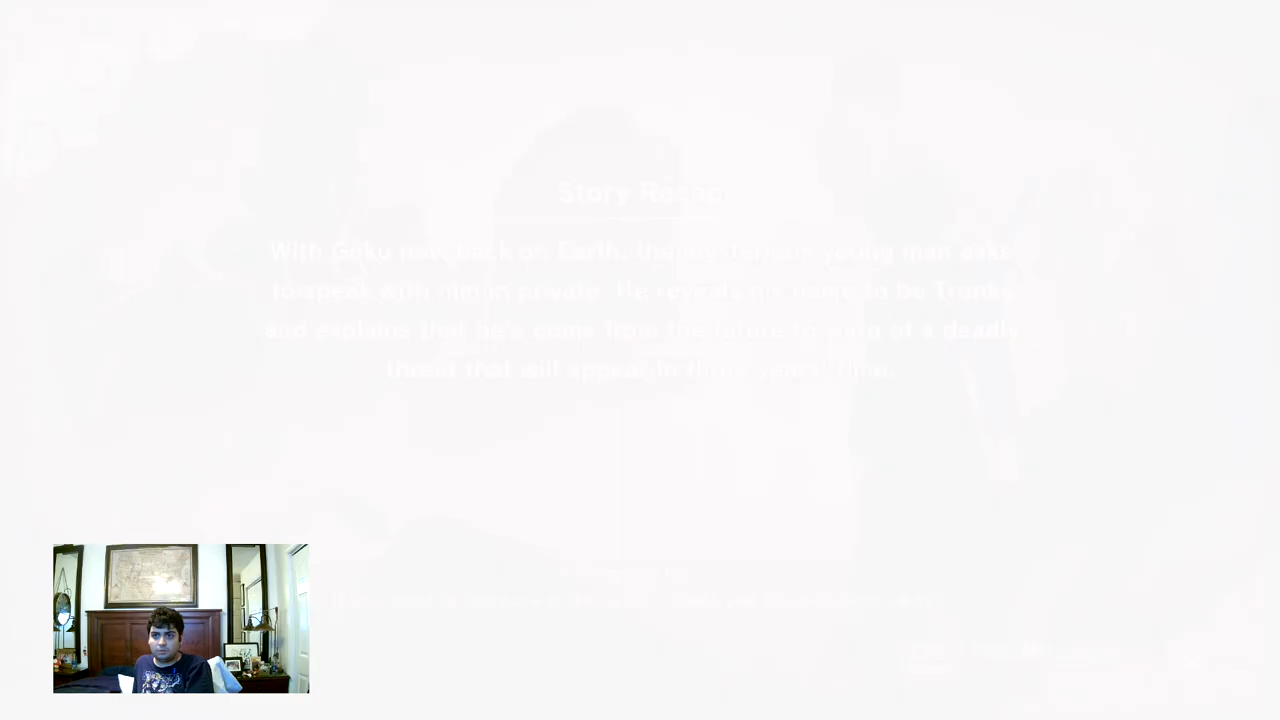 Story Recap
With Goku now back on Earth, the mysterious young man asks
to speak with him in private. He reveals his name to be Trunks
and explains that he's come from the future to warn of a deadly
threat that will appear in three years' time.